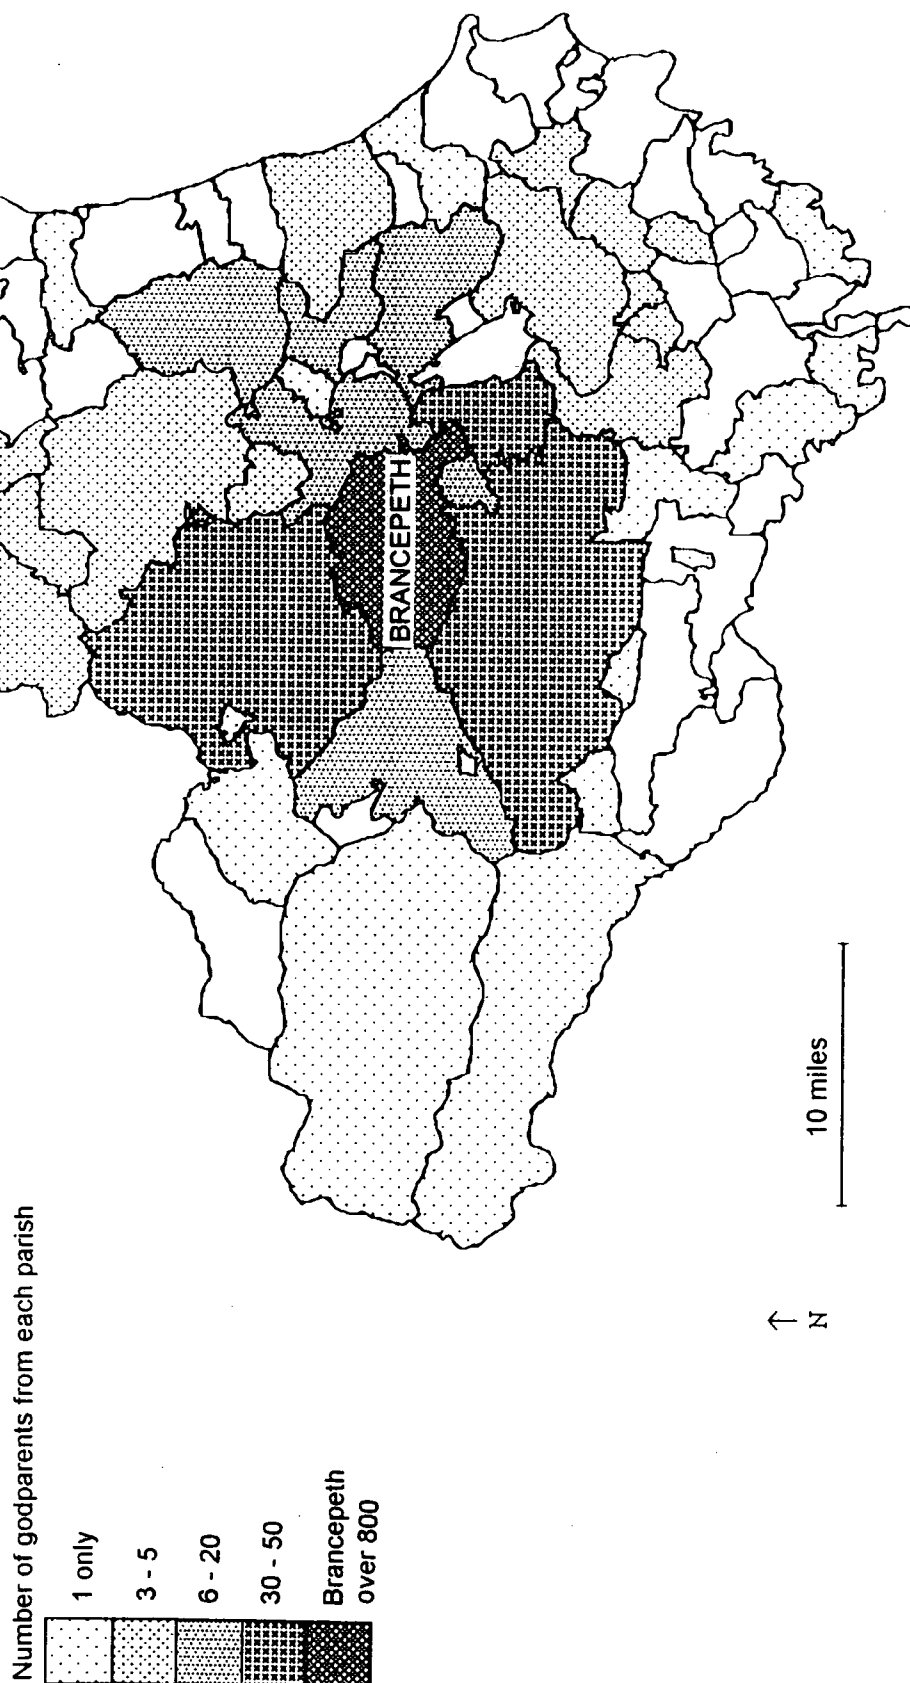 Number of godparents from each parish
1 only
3 - 5
6 - 20
30 - 50
Brancepeth
over 800
BRANCEPETH
10 miles
N